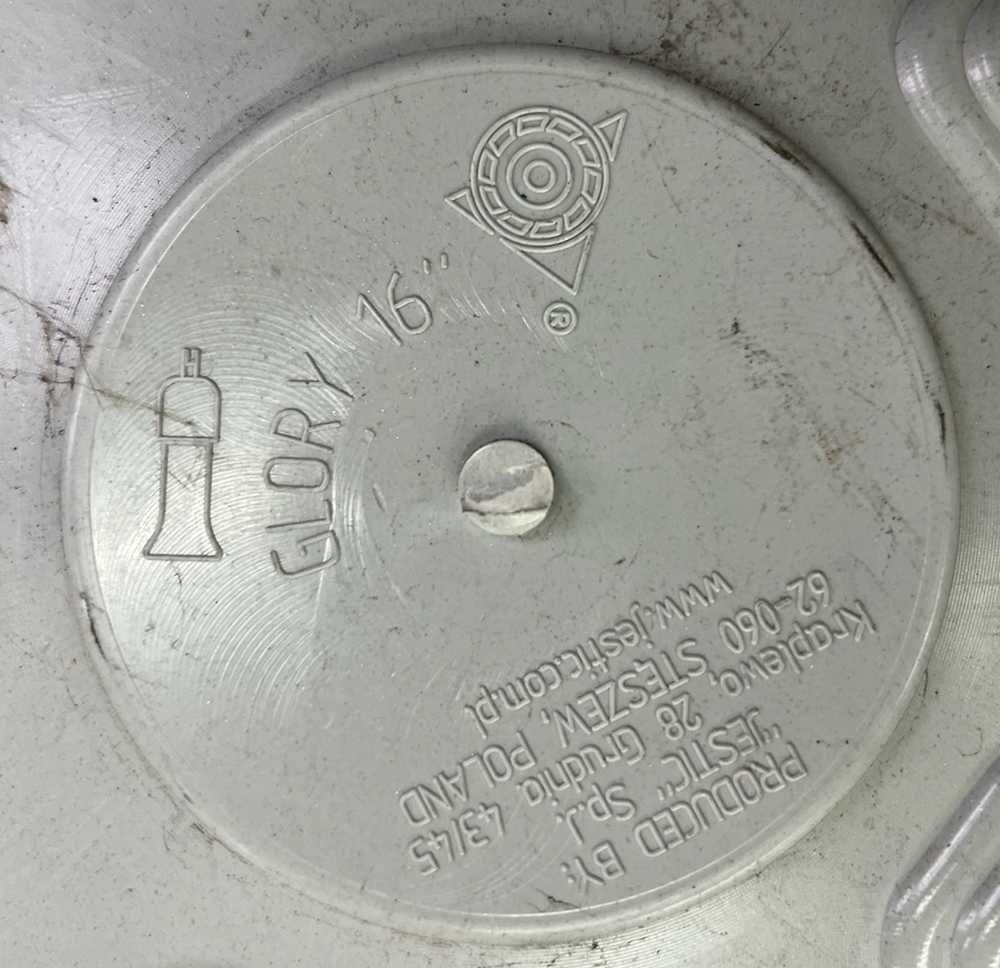 GLORY 16"
®
PRODUCED BY:
"JESTIC" Sp.J.
Krąplewo, 28 Grudnia 43/45
62-060 STĘSZEW, POLAND
www.jestic.com.pl